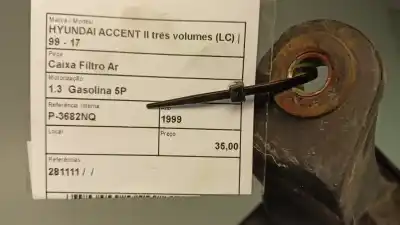 Marca / Modelo
HYUNDAI ACCENT II três volumes (LC) |
99 - 17
Peça
Caixa Filtro Ar
Motorização
1.3 Gasolina 5P
Referência Interna
P-3682NQ
Ano
1999
Local
Preço
35,00
Referências
281111 / /